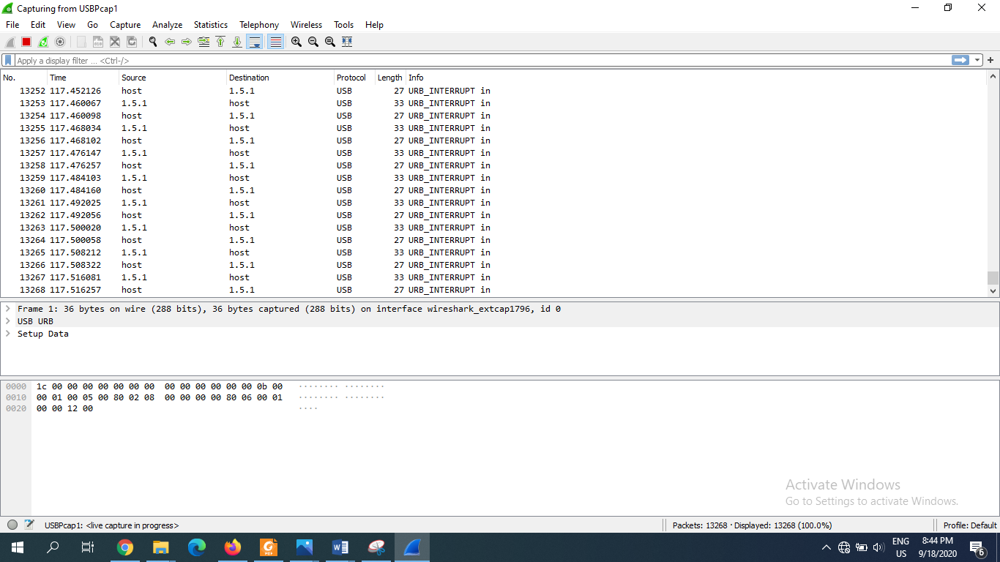 Capturing from USBPcap1
File Edit View Go Capture Analyze Statistics Telephony Wireless Tools Help
Apply a display filter ... <Ctrl-/>
No. Time Source Destination Protocol Length Info
13252 117.452126 host 1.5.1 USB 27 URB_INTERRUPT in
13253 117.460067 1.5.1 host USB 33 URB_INTERRUPT in
13254 117.460098 host 1.5.1 USB 27 URB_INTERRUPT in
13255 117.468034 1.5.1 host USB 33 URB_INTERRUPT in
13256 117.468102 host 1.5.1 USB 27 URB_INTERRUPT in
13257 117.476147 1.5.1 host USB 33 URB_INTERRUPT in
13258 117.476257 host 1.5.1 USB 27 URB_INTERRUPT in
13259 117.484103 1.5.1 host USB 33 URB_INTERRUPT in
13260 117.484160 host 1.5.1 USB 27 URB_INTERRUPT in
13261 117.492025 1.5.1 host USB 33 URB_INTERRUPT in
13262 117.492056 host 1.5.1 USB 27 URB_INTERRUPT in
13263 117.500020 1.5.1 host USB 33 URB_INTERRUPT in
13264 117.500058 host 1.5.1 USB 27 URB_INTERRUPT in
13265 117.508212 1.5.1 host USB 33 URB_INTERRUPT in
13266 117.508322 host 1.5.1 USB 27 URB_INTERRUPT in
13267 117.516081 1.5.1 host USB 33 URB_INTERRUPT in
13268 117.516257 host 1.5.1 USB 27 URB_INTERRUPT in
Frame 1: 36 bytes on wire (288 bits), 36 bytes captured (288 bits) on interface wireshark_extcap1796, id 0
USB URB
Setup Data
0000 1c 00 00 00 00 00 00 00 00 00 00 00 00 00 0b 00 ········ ········
0010 00 01 00 05 00 80 02 08 00 00 00 00 80 06 00 01 ········ ········
0020 00 00 12 00 ····
Activate Windows
Go to Settings to activate Windows.
USBPcap1: <live capture in progress>
Packets: 13268 · Displayed: 13268 (100.0%)
Profile: Default
ENG
US
8:44 PM
9/18/2020
6